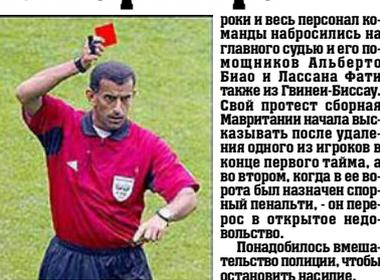 роки и весь персонал ко-
манды набросились на
главного судью и его по-
мощников Альберто
Биао и Лассана Фати
также из Гвинеи-Биссау.
Свой протест сборная
Мавритании начала выс-
казывать после удале-
ния одного из игроков в
конце первого тайма, а
во втором, когда в ее во-
рота был назначен спор-
ный пенальти, - он пере-
рос в открытое недо-
вольство.
Понадобилось вмеша-
тельство полиции, чтобы
остановить насилие.